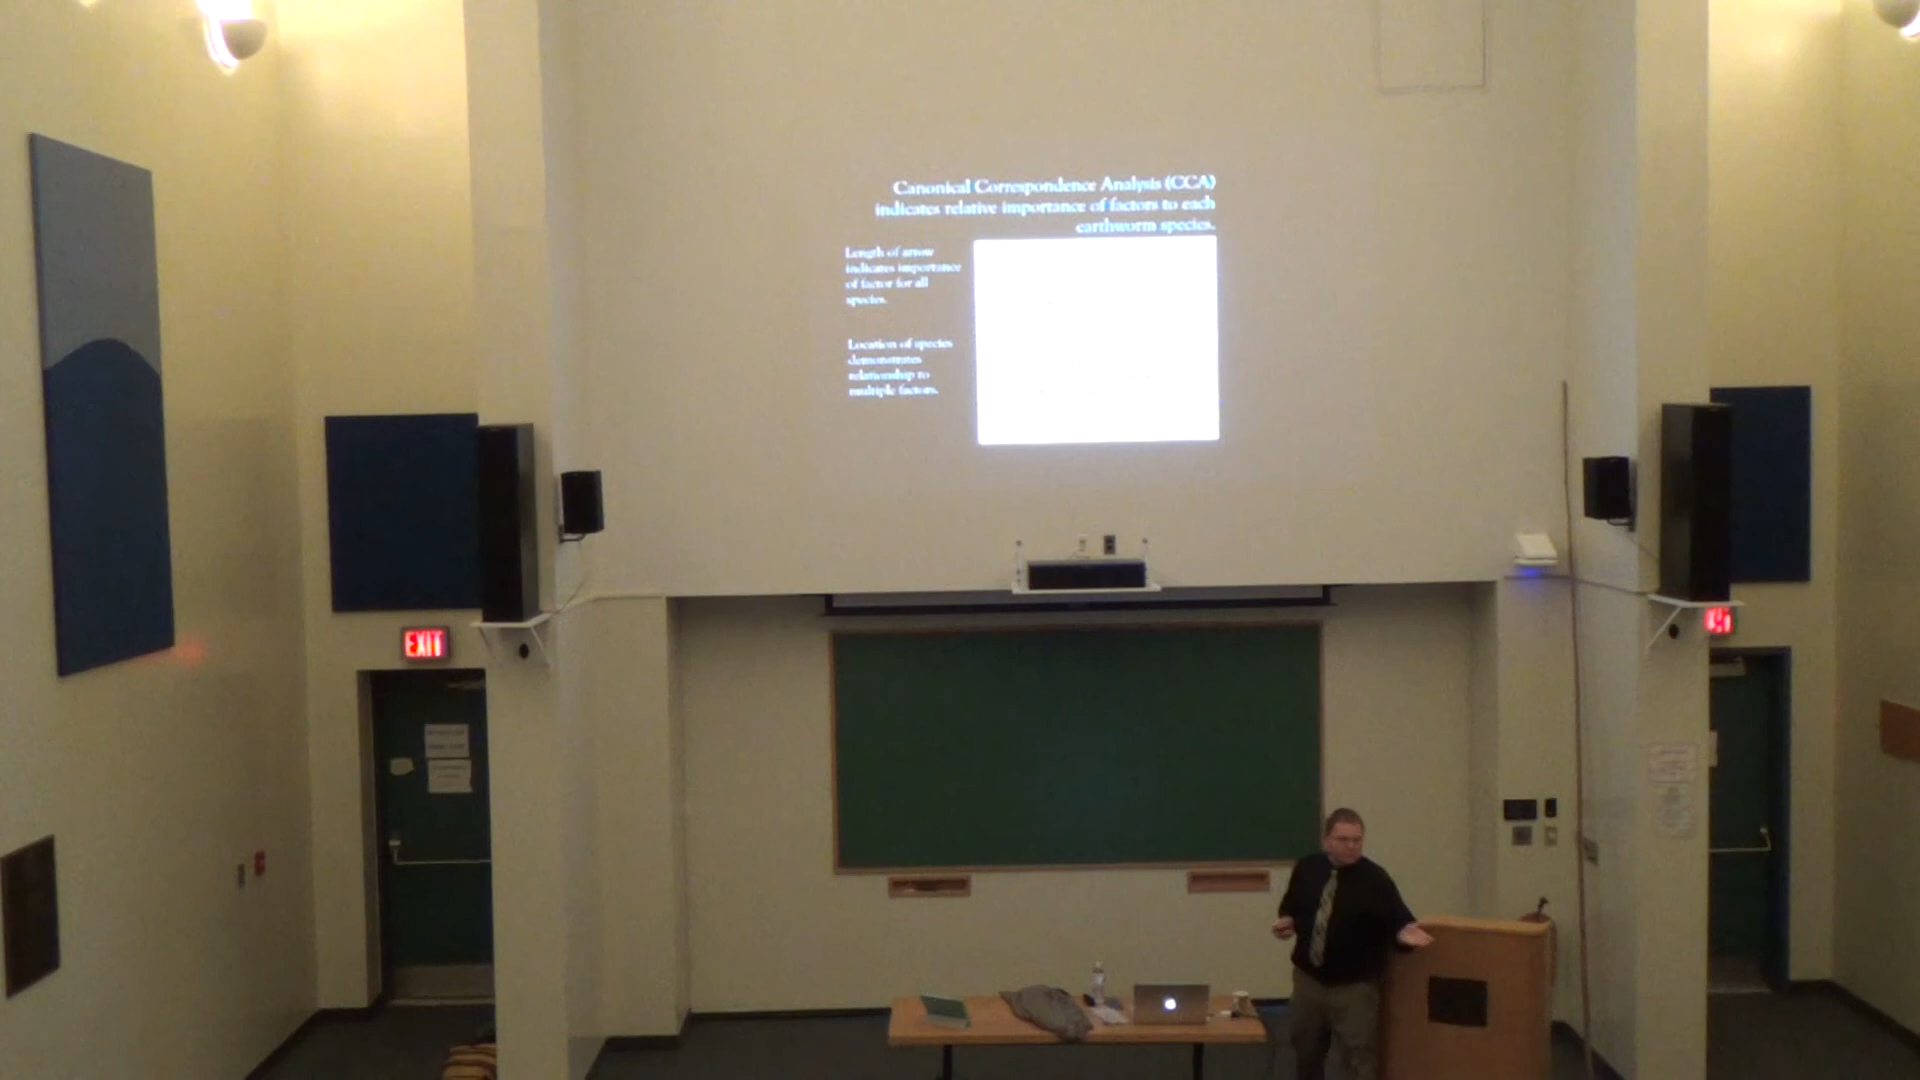 Canonical Correspondence Analysis (CCA)
indicates relative importance of factors to each
earthworm species.
Length of arrow
indicates importance
of factor for all
species.
Location of species
demonstrates
relationship to
multiple factors.
EXIT